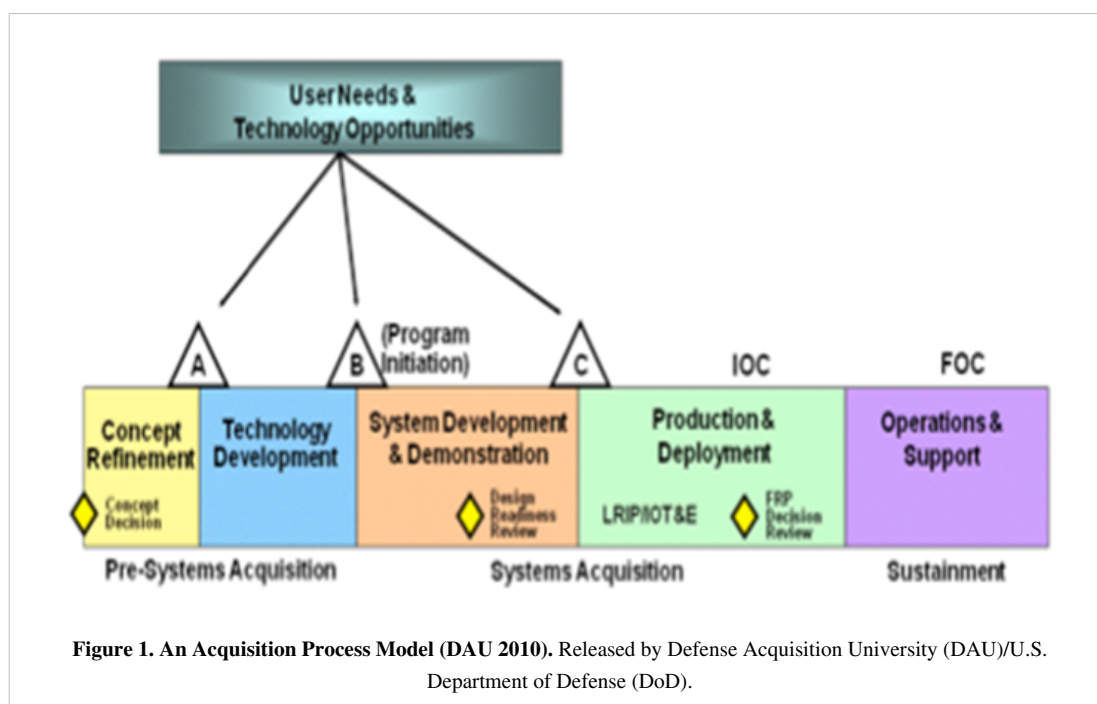 User Needs &
Technology Opportunities
A
B
(Program
Initiation)
C
IOC
FOC
Concept
Refinement
Technology
Development
System Development
& Demonstration
Production &
Deployment
Operations &
Support
Concept
Decision
Design
Readiness
Review
LRIP/IOT&E
FRP
Decision
Review
Pre-Systems Acquisition
Systems Acquisition
Sustainment
Figure 1. An Acquisition Process Model (DAU 2010). Released by Defense Acquisition University (DAU)/U.S.
Department of Defense (DoD).